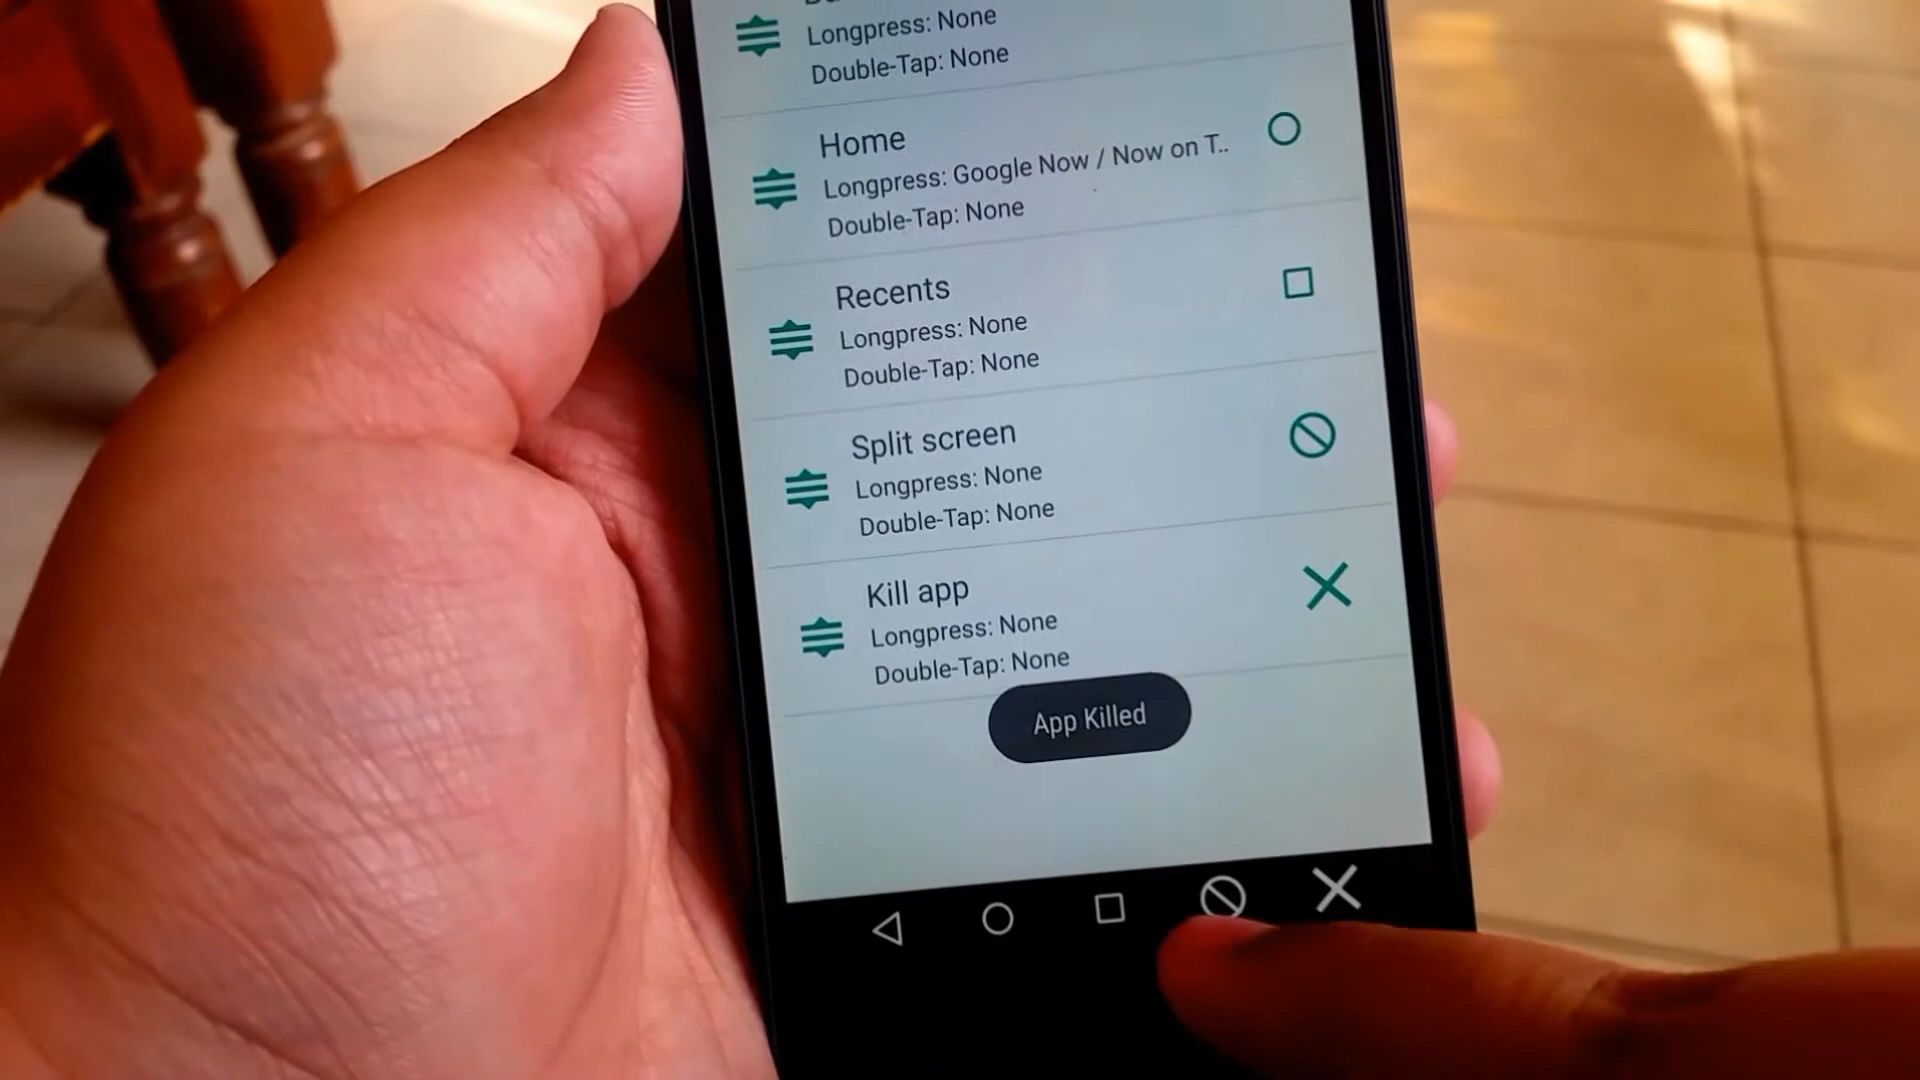 Longpress: None
Double-Tap: None
Home
Longpress: Google Now / Now on T..
Double-Tap: None
Recents
Longpress: None
Double-Tap: None
Split screen
Longpress: None
Double-Tap: None
Kill app
Longpress: None
Double-Tap: None
App Killed